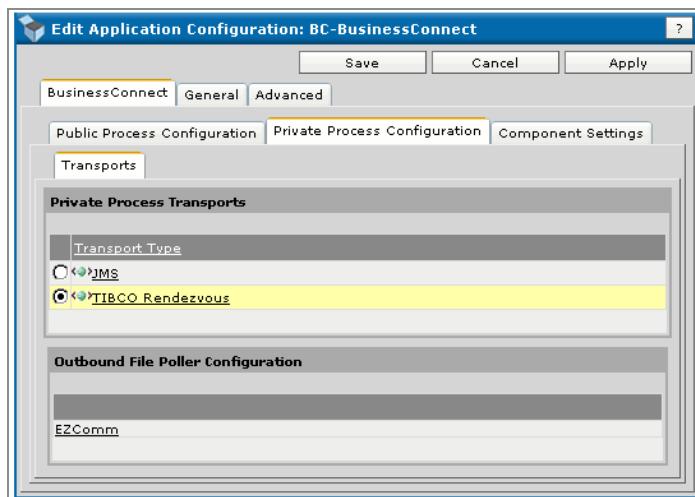 Edit Application Configuration: BC-BusinessConnect ?
Save Cancel Apply
BusinessConnect General Advanced
Public Process Configuration Private Process Configuration Component Settings
Transports
Private Process Transports
Transport Type
JMS
TIBCO Rendezvous
Outbound File Poller Configuration
EZComm